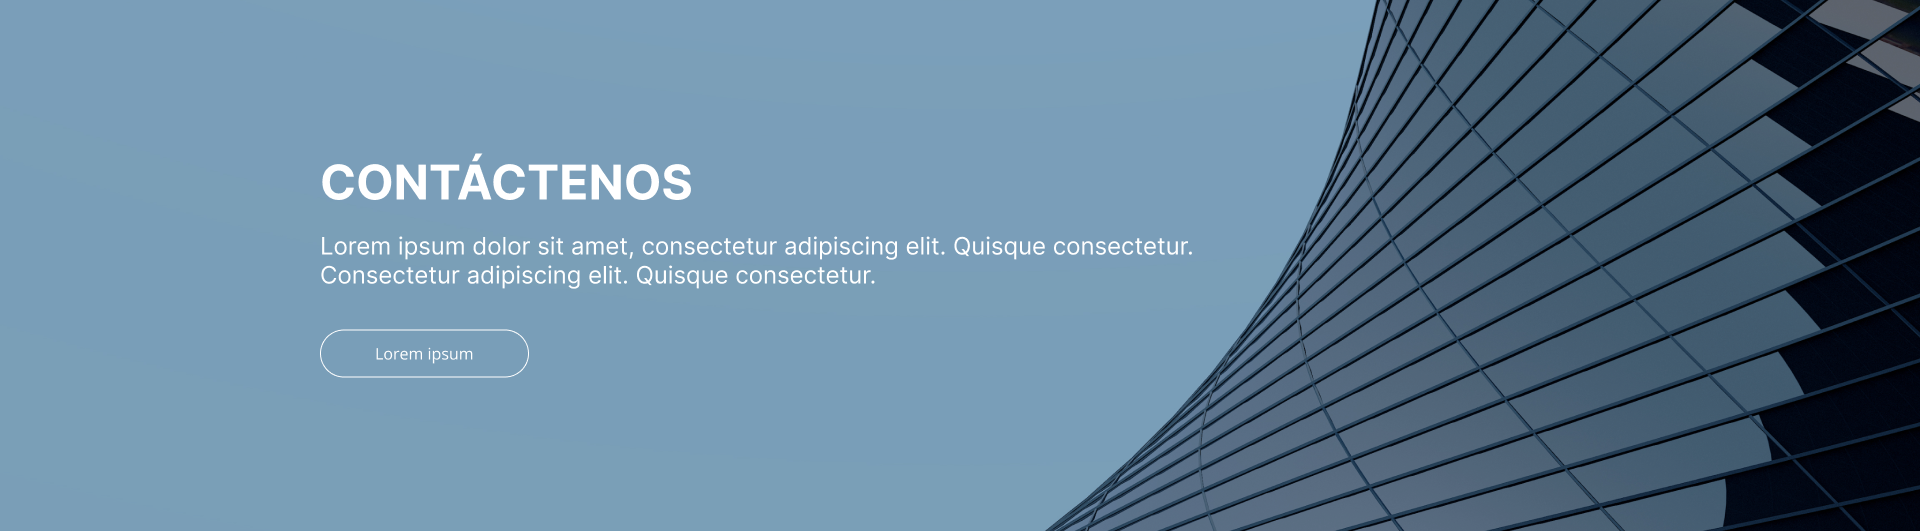 CONTÁCTENOS
Lorem ipsum dolor sit amet, consectetur adipiscing elit. Quisque consectetur.
Consectetur adipiscing elit. Quisque consectetur.
Lorem ipsum